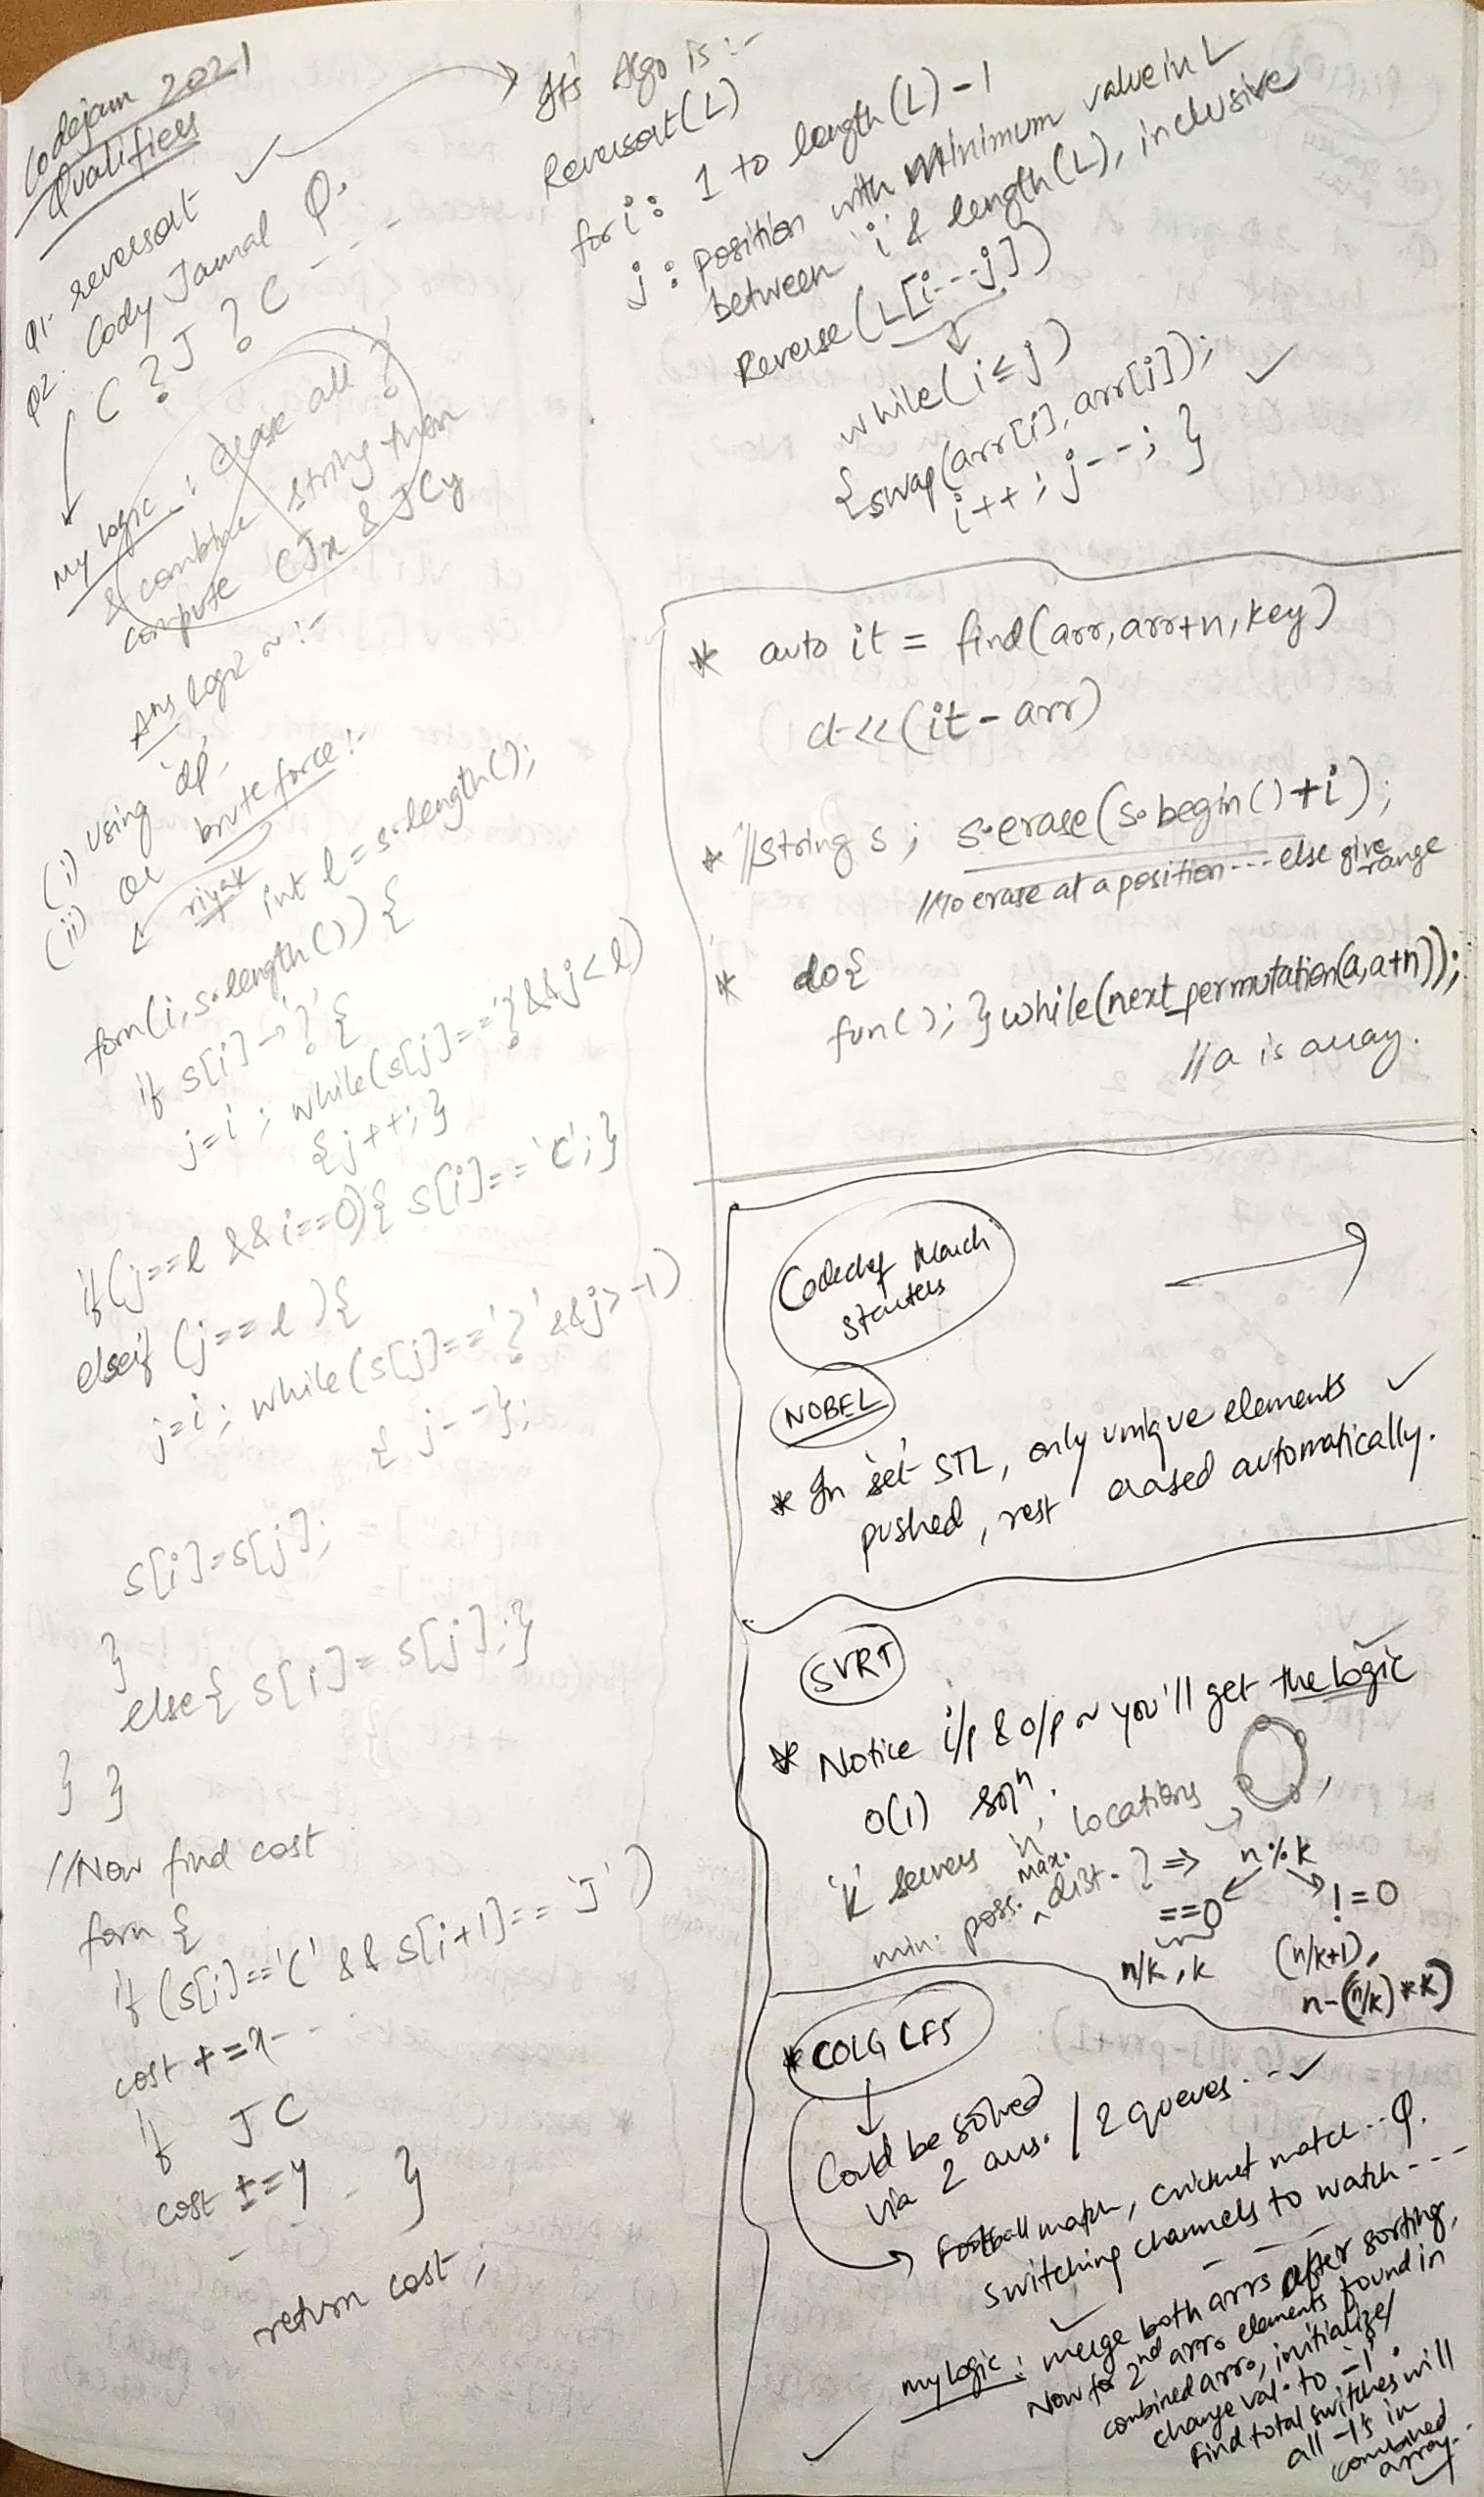 Codejam 2021
Qualifiers
Q1. reversort ✓
Q2. Cody Jamal Q.
C ? J ? C - - -
My logic : erase all ?
& combine string then
compute CJx & JCy
Ans logic ~ :-
(i) Using 'dp'
(ii) or brute force :-
int l = s.length();
forn(i, s.length()) {
if s[i] → '?' {
j=i ; while(s[j]=='?' && j<l)
{j++;}
if(j==l && i==0){ s[i]=='C';}
elseif (j==l){
j=i ; while(s[j]=='?' && j>-1)
{ j--};
s[i]=s[j];
}
else{ s[i]= s[j];}
} }
//Now find cost
forn {
if (s[i]=='C' && s[i+1]== 'J')
cost +=x- - .
if JC
cost +=y - }
return cost ;
→ It's Algo is :-
Reversort(L)
for i : 1 to length(L)-1
j : position with minimum value in L
between i & length(L), inclusive
Reverse(L[i---j])
while(i≤j)
{swap(arr[i], arr[j]); ✓
i++ ; j-- ; }
* auto it = find(arr,arr+n,key)
ct<<(it-arr)
* //string s ; s.erase(s.begin()+i);
//to erase at a position--- else give range
* do{
fun(); }while(next_permutation(a,a+n));
//a is array.
Codechef March
starters
NOBEL
* In set STL, only unique elements ✓
pushed, rest erased automatically.
SVRT
* Notice i/p & o/p ~ you'll get the logic
O(1) solⁿ.
'k' servers 'n' locations ,
min. poss. max. dist. ? ⇒ n%k
==0 !=0
n/k , k (n/k+1),
n-(n/k)*k)
* COLG LFS
Could be solved
via 2 arrs. / 2 queues - - - ✓
Football match, cricket match -- Q.
switching channels to watch - - -
my logic : merge both arrs after sorting,
Now for 2nd arr. elements found in
combined arr., initialize/
change val. to '-1'.
Find total switches will
all -1's in
combined
array.